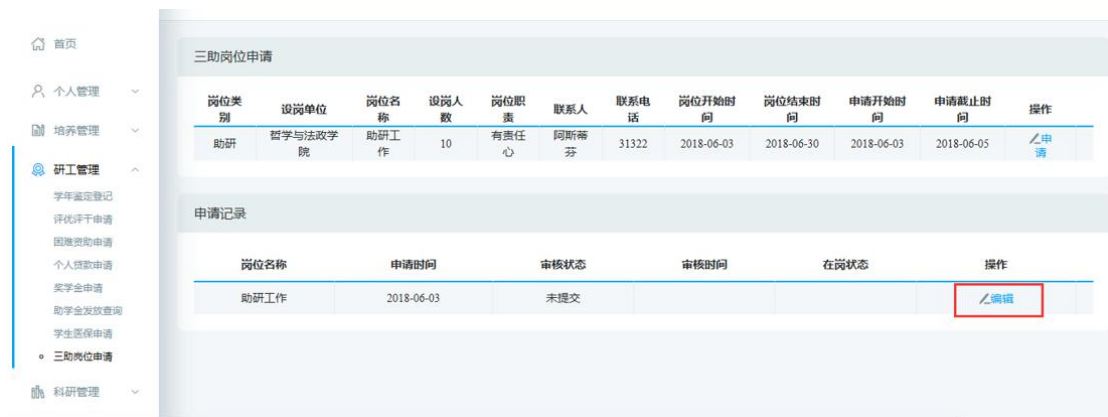 首页
个人管理
培养管理
研工管理
学年鉴定登记
评优评干申请
困难资助申请
个人贷款申请
奖学金申请
助学金发放查询
学生医保申请
三助岗位申请
科研管理
三助岗位申请
岗位类别 设岗单位 岗位名称 设岗人数 岗位职责 联系人 联系电话 岗位开始时间 岗位结束时间 申请开始时间 申请截止时间 操作
助研 哲学与法政学院 助研工作 10 有责任心 阿斯蒂芬 31322 2018-06-03 2018-06-30 2018-06-03 2018-06-05 申请
申请记录
岗位名称 申请时间 审核状态 审核时间 在岗状态 操作
助研工作 2018-06-03 未提交 编辑